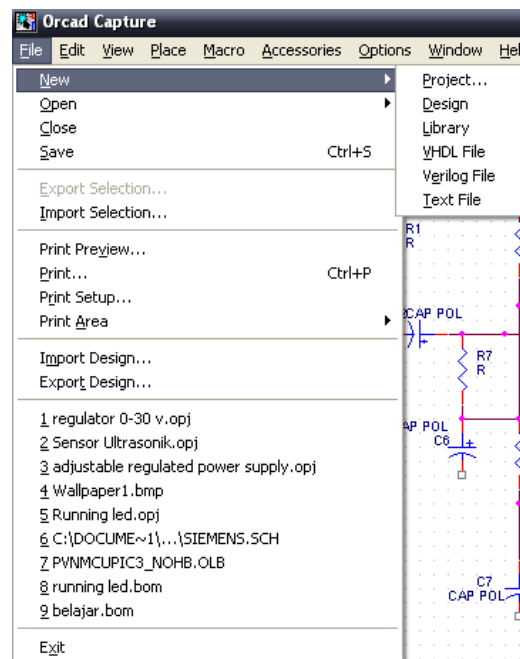 Orcad Capture
File Edit View Place Macro Accessories Options Window Hel
New
Open
Close
Save Ctrl+S
Export Selection...
Import Selection...
Print Preview...
Print... Ctrl+P
Print Setup...
Print Area
Import Design...
Export Design...
1 regulator 0-30 v.opj
2 Sensor Ultrasonik.opj
3 adjustable regulated power supply.opj
4 Wallpaper1.bmp
5 Running led.opj
6 C:\DOCUME~1\...\SIEMENS.SCH
7 PVNMCUPIC3_NOHB.OLB
8 running led.bom
9 belajar.bom
Exit
Project...
Design
Library
VHDL File
Verilog File
Text File
R1
R
CAP POL
R7
R
AP POL
C6
C7
CAP POL